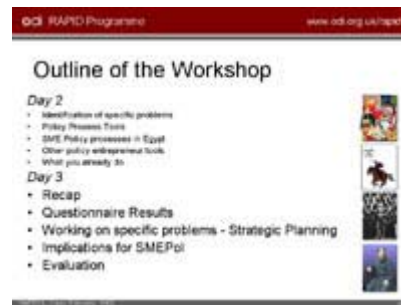 odi RAPID Programme www.odi.org.uk/rapid
Outline of the Workshop
Day 2
• Identification of specific problems
• Policy Process Tools
• SME Policy processes in Egypt
• Other policy entrepreneur tools
• What you already do
Day 3
• Recap
• Questionnaire Results
• Working on specific problems - Strategic Planning
• Implications for SMEPol
• Evaluation